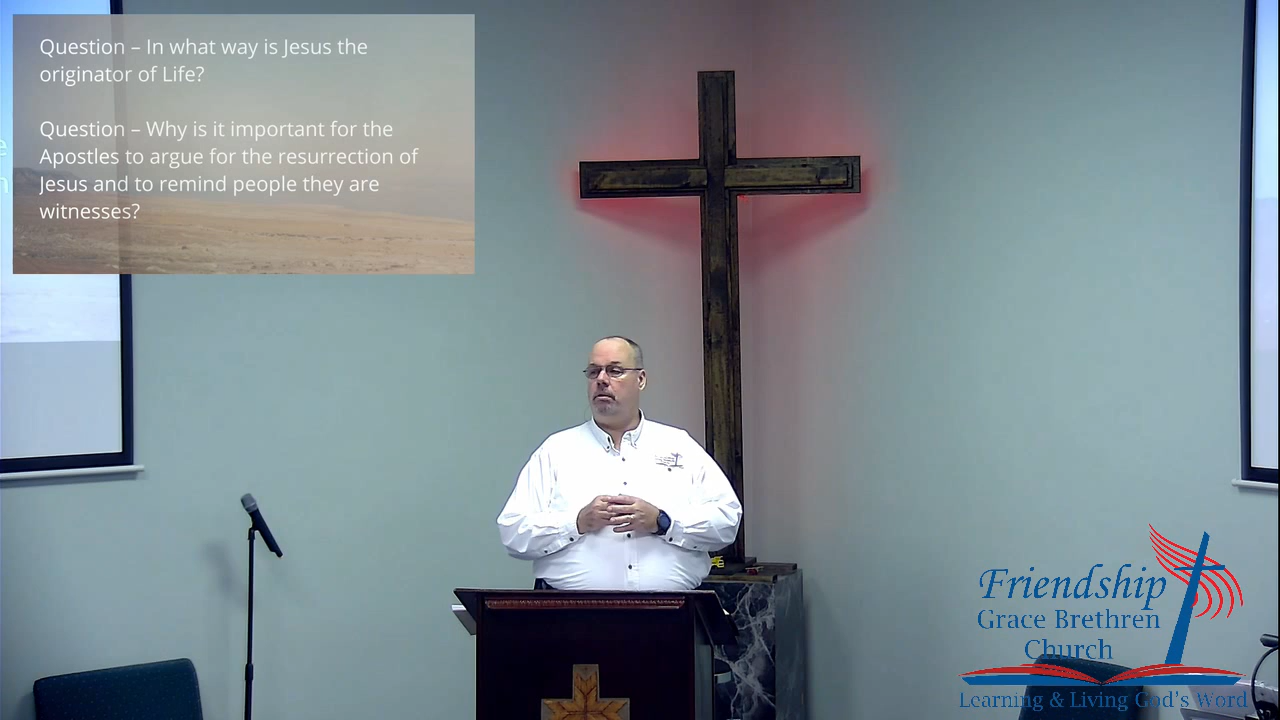 Question – In what way is Jesus the
originator of Life?
Question – Why is it important for the
Apostles to argue for the resurrection of
Jesus and to remind people they are
witnesses?
Friendship
Grace Brethren
Church
Learning & Living God's Word